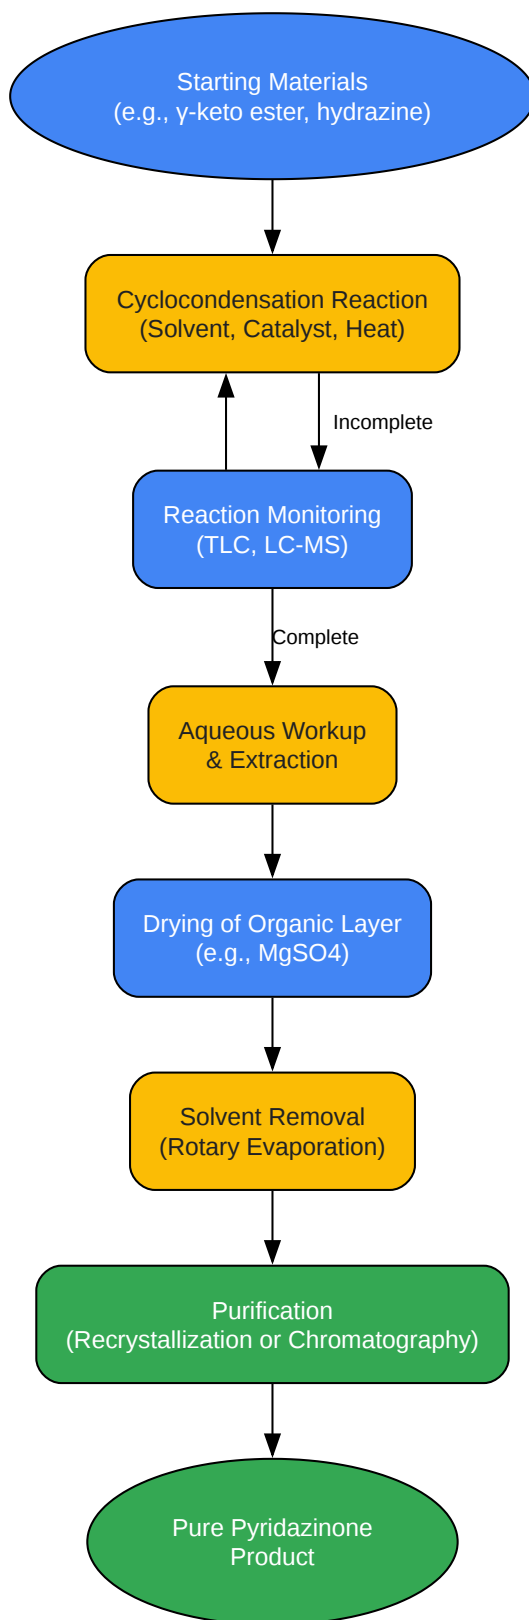 Starting Materials
(e.g., γ-keto ester, hydrazine)
Cyclocondensation Reaction
(Solvent, Catalyst, Heat)
Incomplete
Reaction Monitoring
(TLC, LC-MS)
Complete
Aqueous Workup
& Extraction
Drying of Organic Layer
(e.g., MgSO4)
Solvent Removal
(Rotary Evaporation)
Purification
(Recrystallization or Chromatography)
Pure Pyridazinone
Product